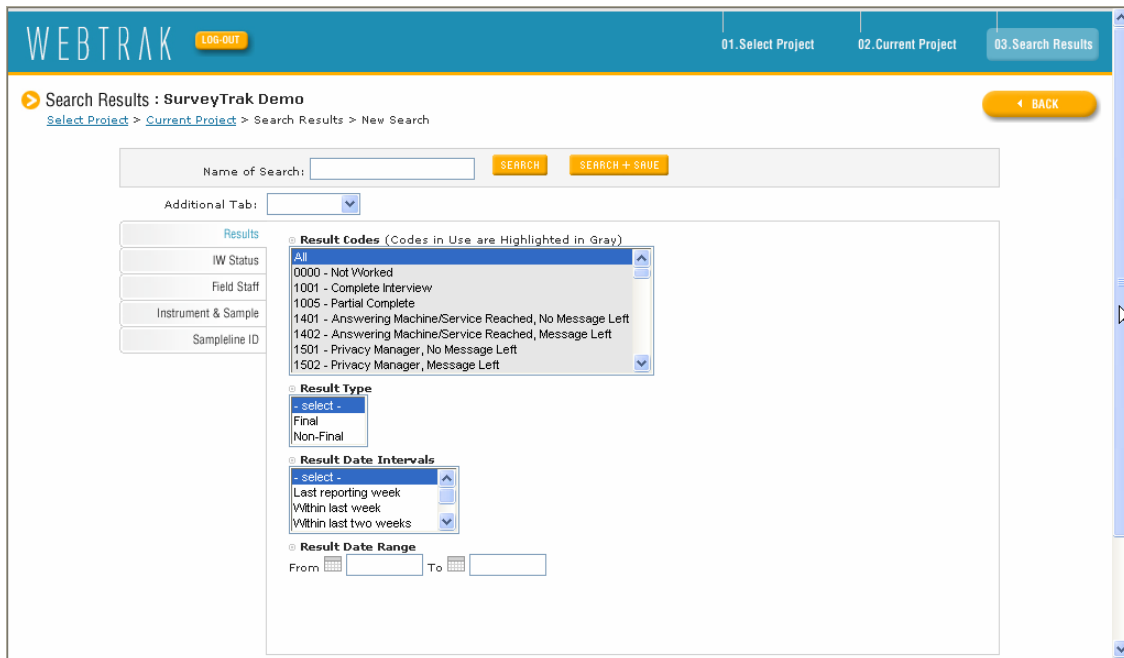 WEBTRAK LOG-OUT 01.Select Project 02.Current Project 03.Search Results
Search Results : SurveyTrak Demo
BACK
Select Project > Current Project > Search Results > New Search
Name of Search: SEARCH SEARCH + SAVE
Additional Tab:
Results
IW Status
Field Staff
Instrument & Sample
Sampleline ID
Result Codes (Codes in Use are Highlighted in Gray)
All
0000 - Not Worked
1001 - Complete Interview
1005 - Partial Complete
1401 - Answering Machine/Service Reached, No Message Left
1402 - Answering Machine/Service Reached, Message Left
1501 - Privacy Manager, No Message Left
1502 - Privacy Manager, Message Left
Result Type
- select -
Final
Non-Final
Result Date Intervals
- select -
Last reporting week
Within last week
Within last two weeks
Result Date Range
From To